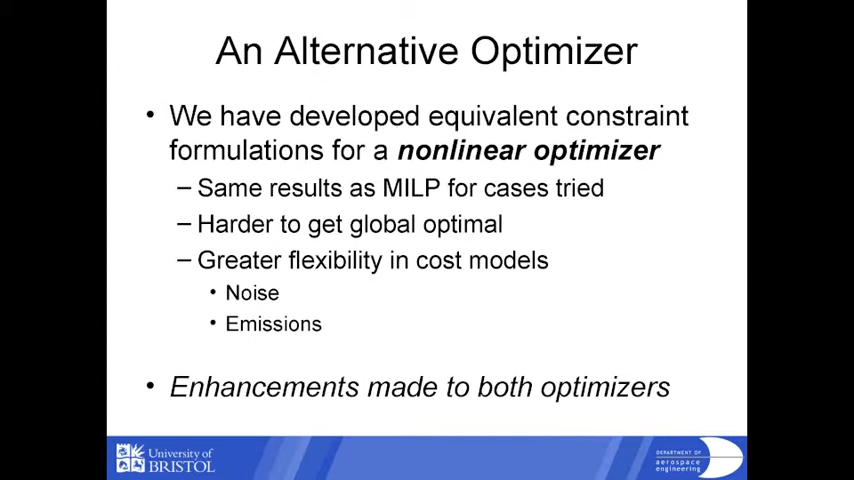 An Alternative Optimizer
• We have developed equivalent constraint
formulations for a nonlinear optimizer
– Same results as MILP for cases tried
– Harder to get global optimal
– Greater flexibility in cost models
• Noise
• Emissions
• Enhancements made to both optimizers
University of
BRISTOL
DEPARTMENT OF
aerospace
engineering